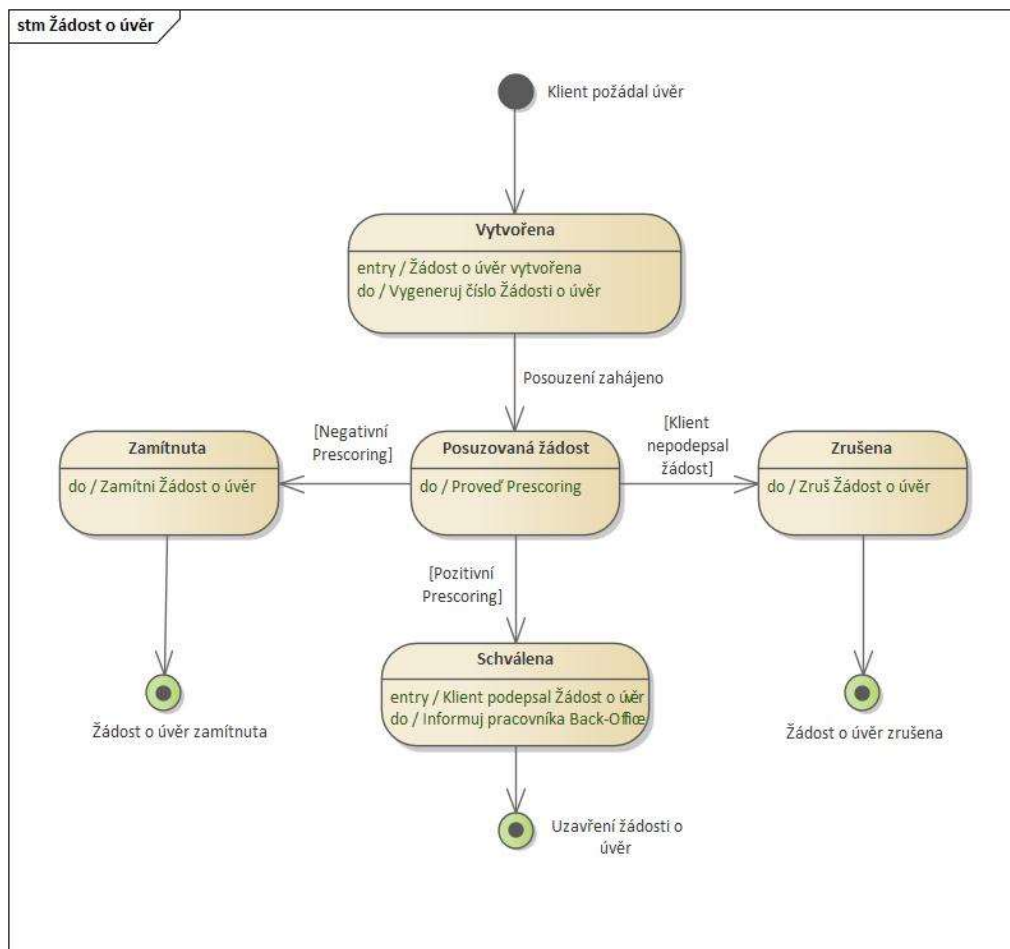 stm Žádost o úvěr
Klient požádal úvěr
Vytvořena
entry / Žádost o úvěr vytvořena
do / Vygeneruj číslo Žádosti o úvěr
Posouzení zahájeno
[Negativní
Prescoring]
[Klient
nepodepsal
žádost]
Zamítnuta
do / Zamítni Žádost o úvěr
Posuzovaná žádost
do / Proveď Prescoring
Zrušena
do / Zruš Žádost o úvěr
[Pozitivní
Prescoring]
Schválena
entry / Klient podepsal Žádost o úvěr
do / Informuj pracovníka Back-Office
Žádost o úvěr zamítnuta
Žádost o úvěr zrušena
Uzavření žádosti o
úvěr